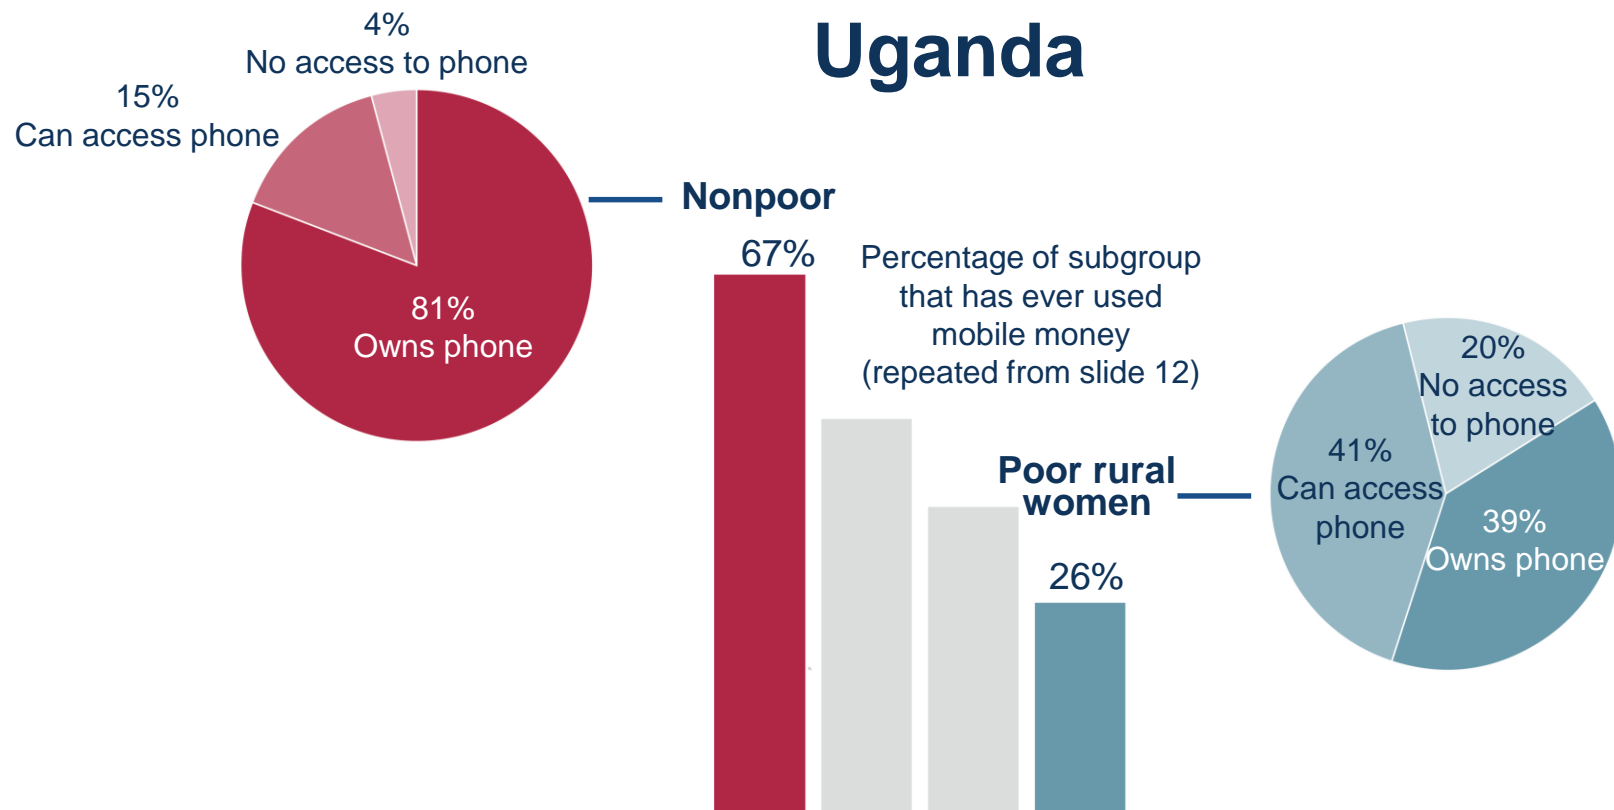 Uganda
4%
No access to phone
15%
Can access phone
81%
Owns phone
Nonpoor
67%
Percentage of subgroup
that has ever used
mobile money
(repeated from slide 12)
Poor rural
women
26%
20%
No access
to phone
41%
Can access
phone
39%
Owns phone